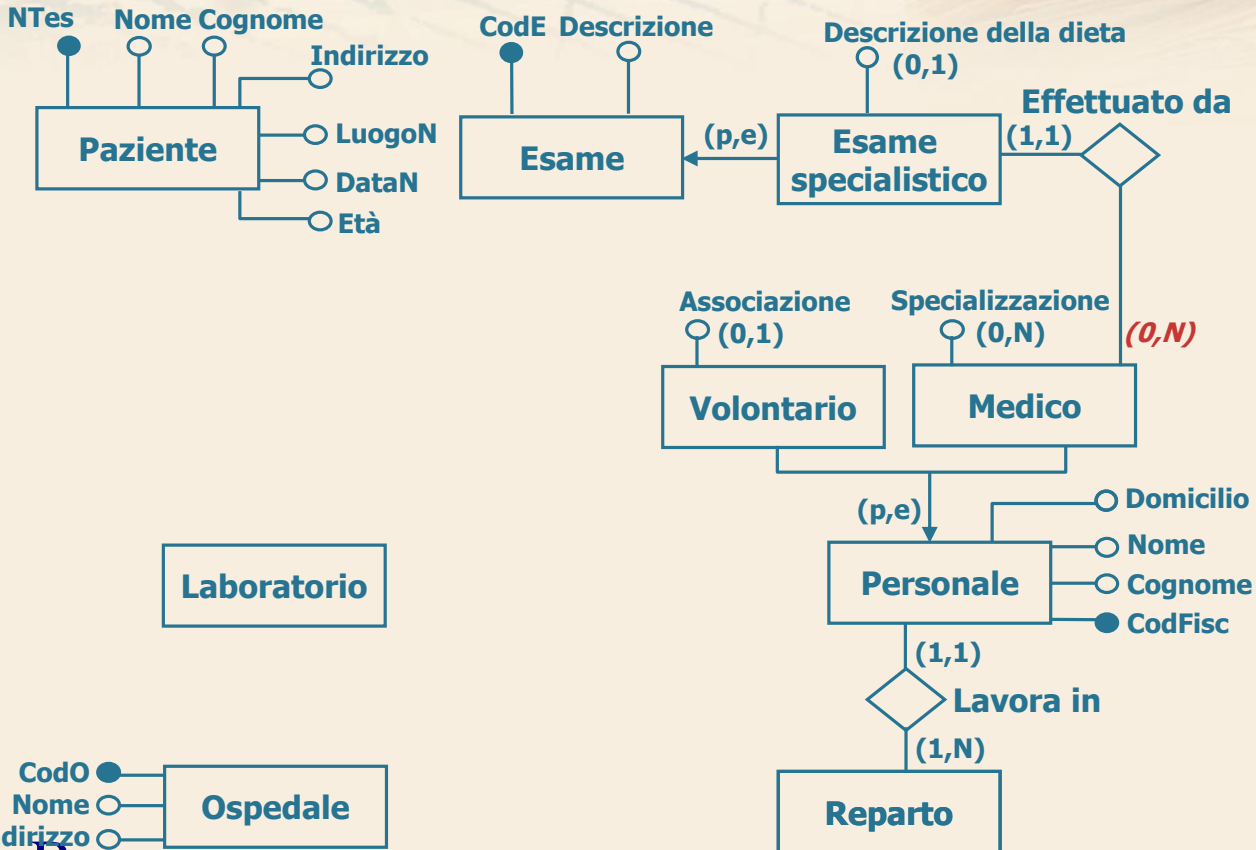 NTes
Nome Cognome
Indirizzo
Paziente
LuogoN
DataN
Età
CodE Descrizione
Esame
(p,e)
Descrizione della dieta
(0,1)
Esame
specialistico
Effettuato da
(1,1)
(0,N)
Associazione
(0,1)
Volontario
Specializzazione
(0,N)
Medico
(p,e)
Personale
Domicilio
Nome
Cognome
CodFisc
(1,1)
Lavora in
(1,N)
Reparto
Laboratorio
CodO
Nome
dirizzo
Ospedale